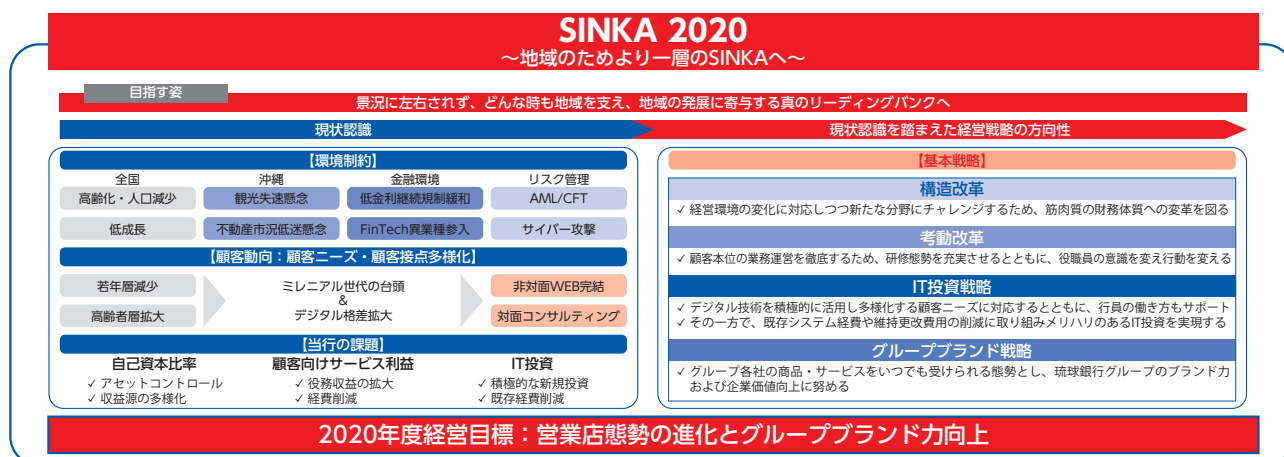 SINKA 2020
～地域のためより一層のSINKAへ～
目指す姿
景況に左右されず、どんな時も地域を支え、地域の発展に寄与する真のリーディングバンクへ
現状認識
【環境制約】
全国
沖縄
金融環境
リスク管理
高齢化・人口減少
観光失速懸念
低金利継続規制緩和
AML/CFT
低成長
不動産市況低迷懸念
FinTech異業種参入
サイバー攻撃
【顧客動向：顧客ニーズ・顧客接点多様化】
若年層減少
高齢者層拡大
ミレニアル世代の台頭
&
デジタル格差拡大
非対面WEB完結
対面コンサルティング
【当行の課題】
自己資本比率
✓ アセットコントロール
✓ 収益源の多様化
顧客向けサービス利益
✓ 役務収益の拡大
✓ 経費削減
IT投資
✓ 積極的な新規投資
✓ 既存経費削減
現状認識を踏まえた経営戦略の方向性
【基本戦略】
構造改革
✓ 経営環境の変化に対応しつつ新たな分野にチャレンジするため、筋肉質の財務体質への変革を図る
考動改革
✓ 顧客本位の業務運営を徹底するため、研修態勢を充実させるとともに、役職員の意識を変え行動を変える
IT投資戦略
✓ デジタル技術を積極的に活用し多様化する顧客ニーズに対応するとともに、行員の働き方もサポート
✓ その一方で、既存システム経費や維持更改費用の削減に取り組みメリハリのあるIT投資を実現する
グループブランド戦略
✓ グループ各社の商品・サービスをいつでも受けられる態勢とし、琉球銀行グループのブランド力
および企業価値向上に努める
2020年度経営目標：営業店態勢の進化とグループブランド力向上